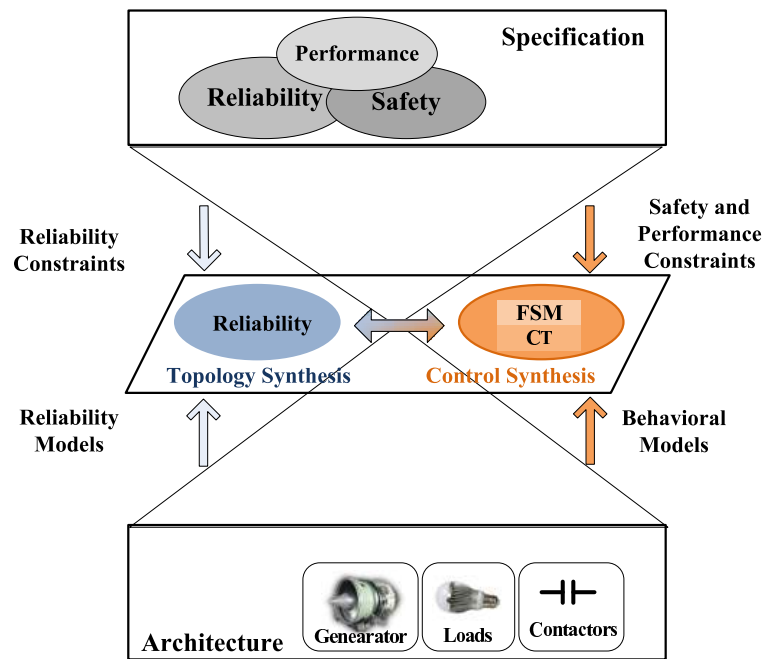 Specification
Performance
Reliability
Safety
Reliability
Constraints
Safety and
Performance
Constraints
Reliability
FSM
CT
Topology Synthesis
Control Synthesis
Reliability
Models
Behavioral
Models
Genearator
Loads
Contactors
Architecture